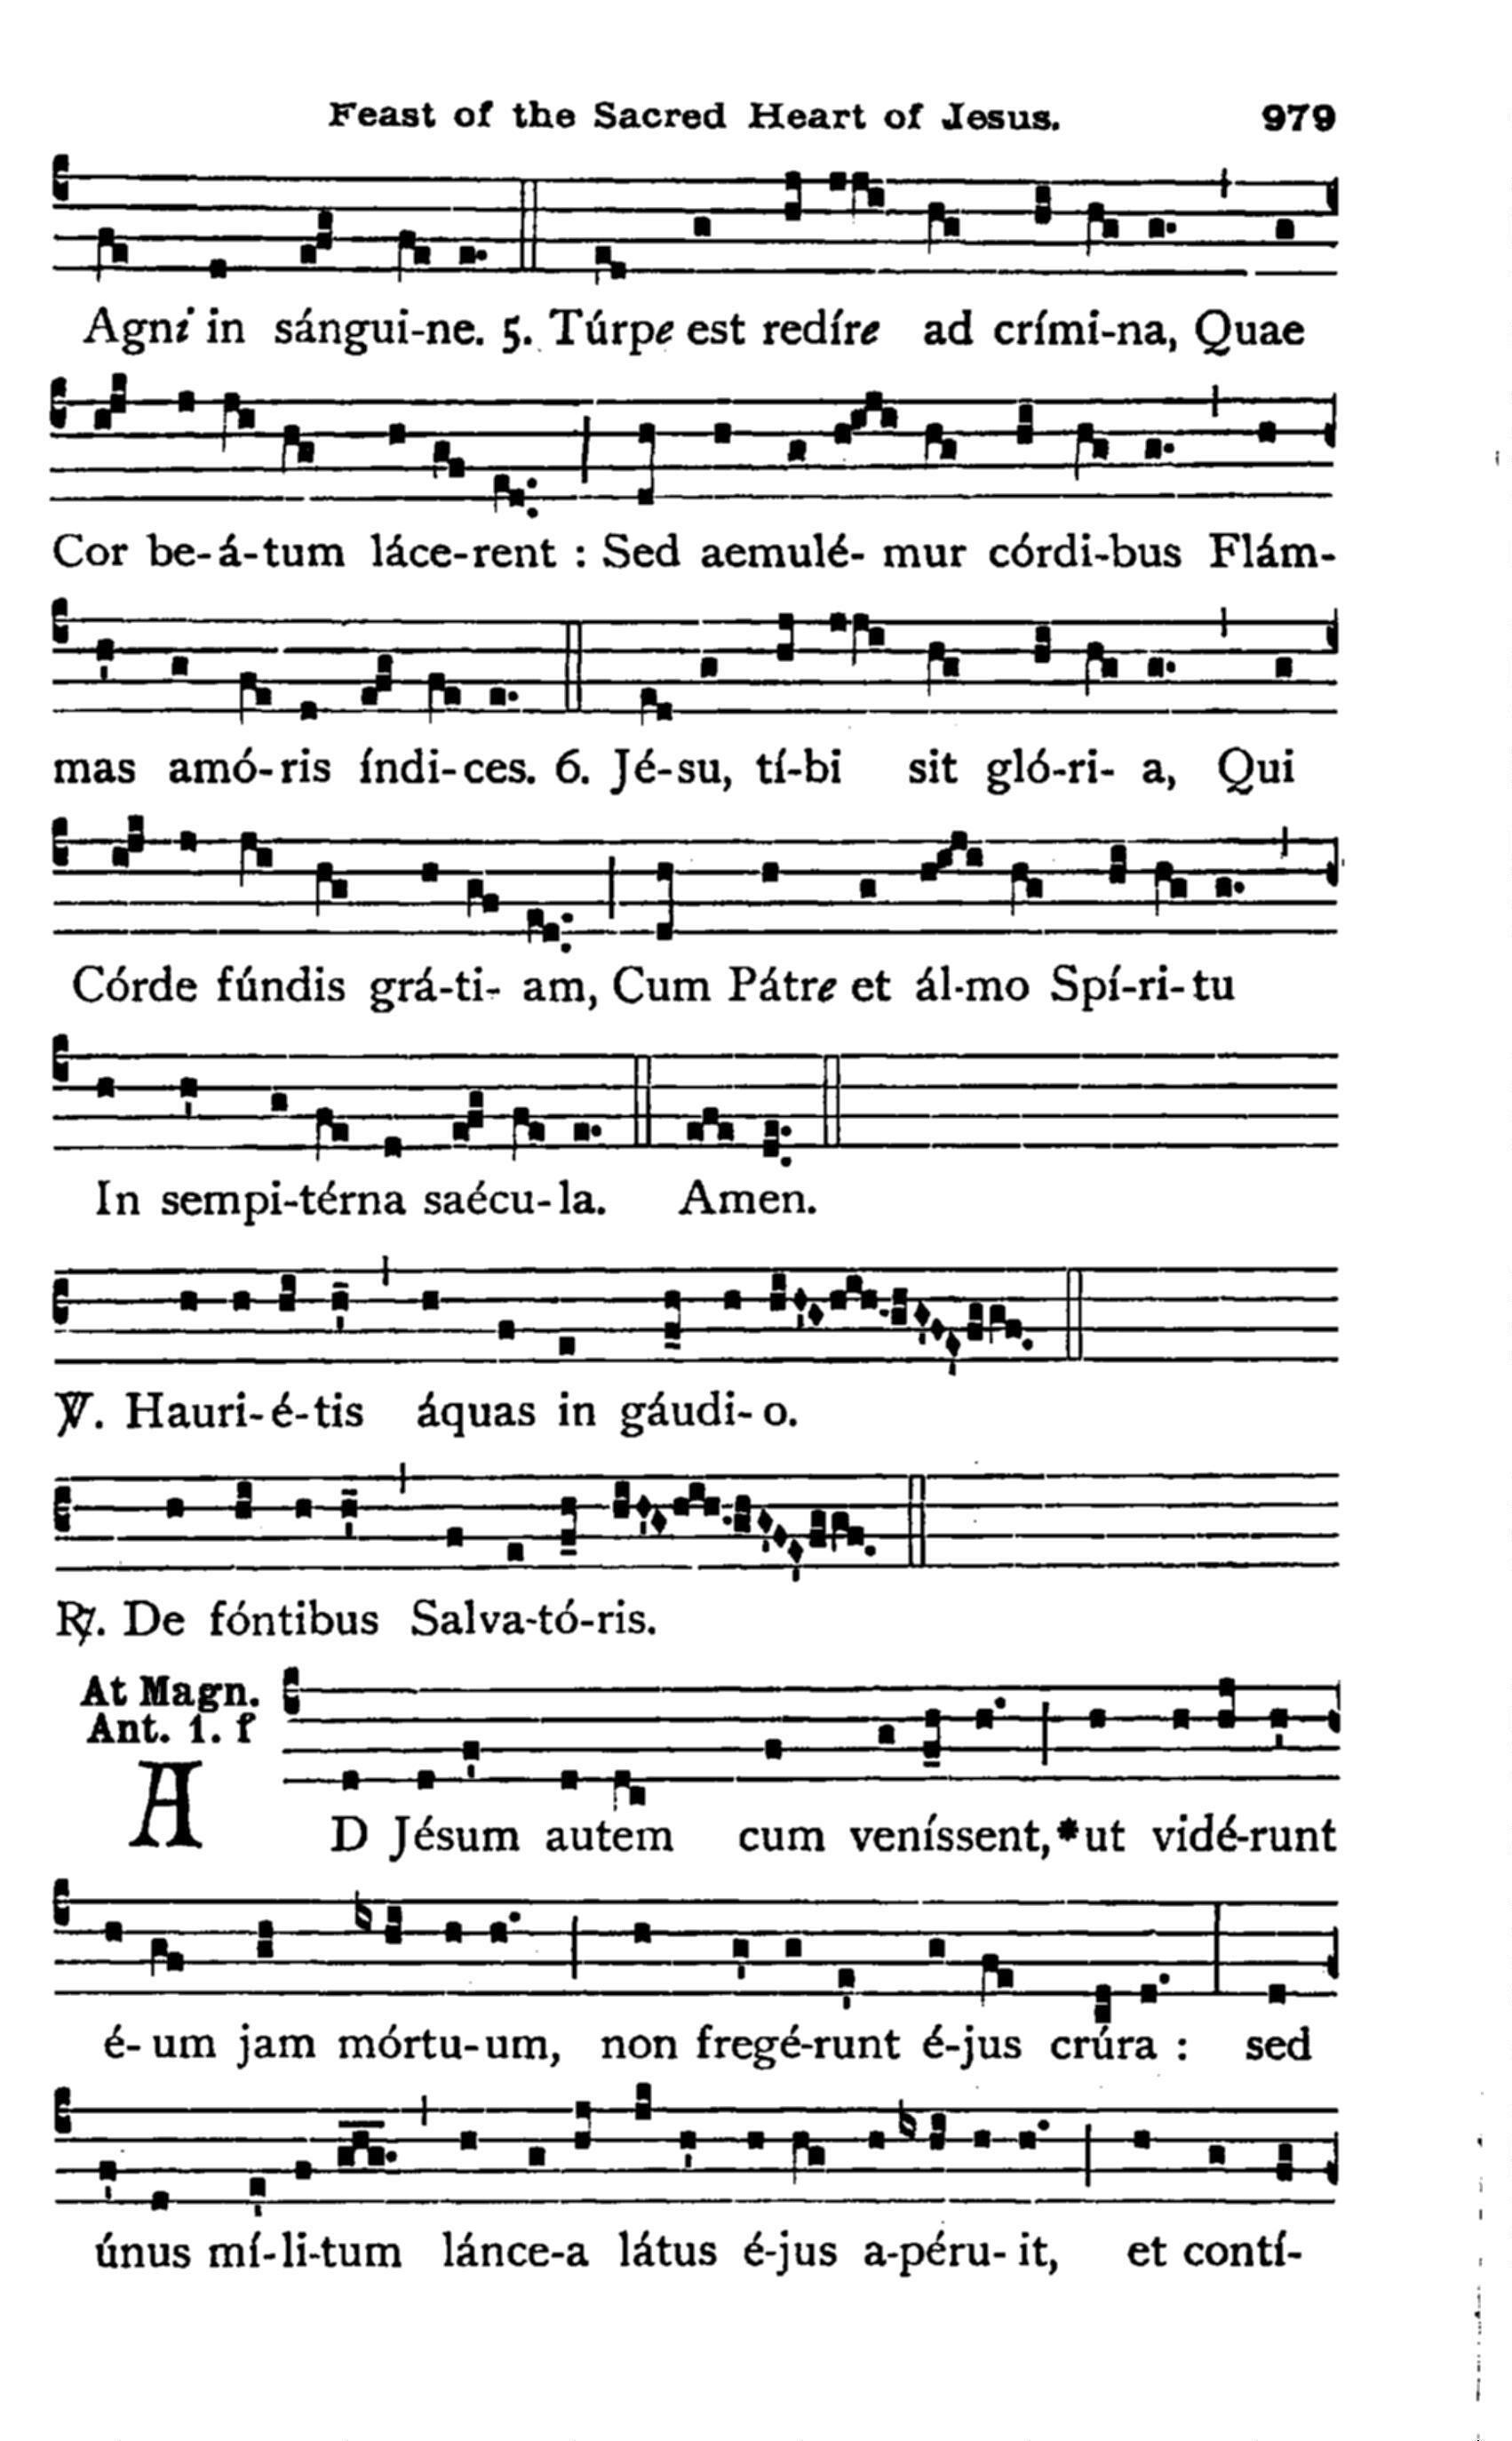 Feast of the Sacred Heart of Jesus. 979
Agni in sángui-ne. 5. Túrpe est redíre ad crími-na, Quae
Cor be-á-tum láce-rent : Sed aemulé- mur córdi-bus Flám-
mas amó-ris índi-ces. 6. Jé-su, tí-bi sit gló-ri- a, Qui
Córde fúndis grá-ti- am, Cum Pátre et ál-mo Spí-ri-tu
In sempi-térna saécu-la. Amen.
℣. Hauri-é-tis áquas in gáudi-o.
℟. De fóntibus Salva-tó-ris.
At Magn.
Ant. 1. f
AD Jésum autem cum veníssent,*ut vidé-runt
é-um jam mórtu-um, non fregé-runt é-jus crúra : sed
únus mí-li-tum lánce-a látus é-jus a-péru-it, et contí-